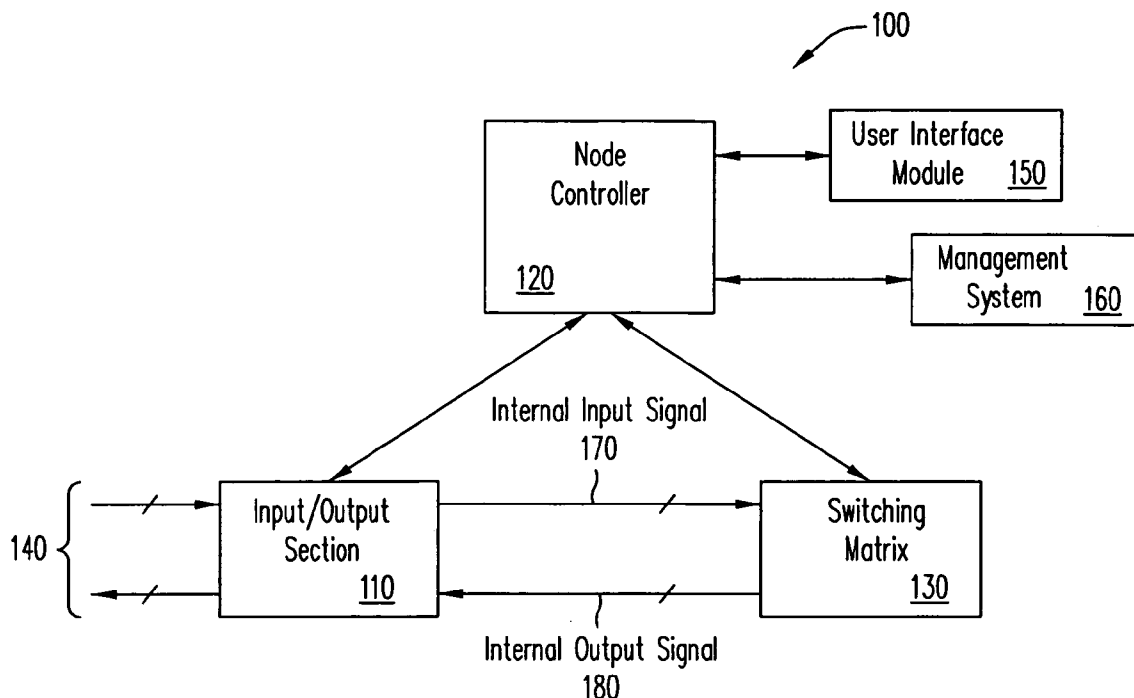 100
Node
Controller
120
User Interface
Module 150
Management
System 160
Internal Input Signal
170
140
Input/Output
Section
110
Switching
Matrix
130
Internal Output Signal
180